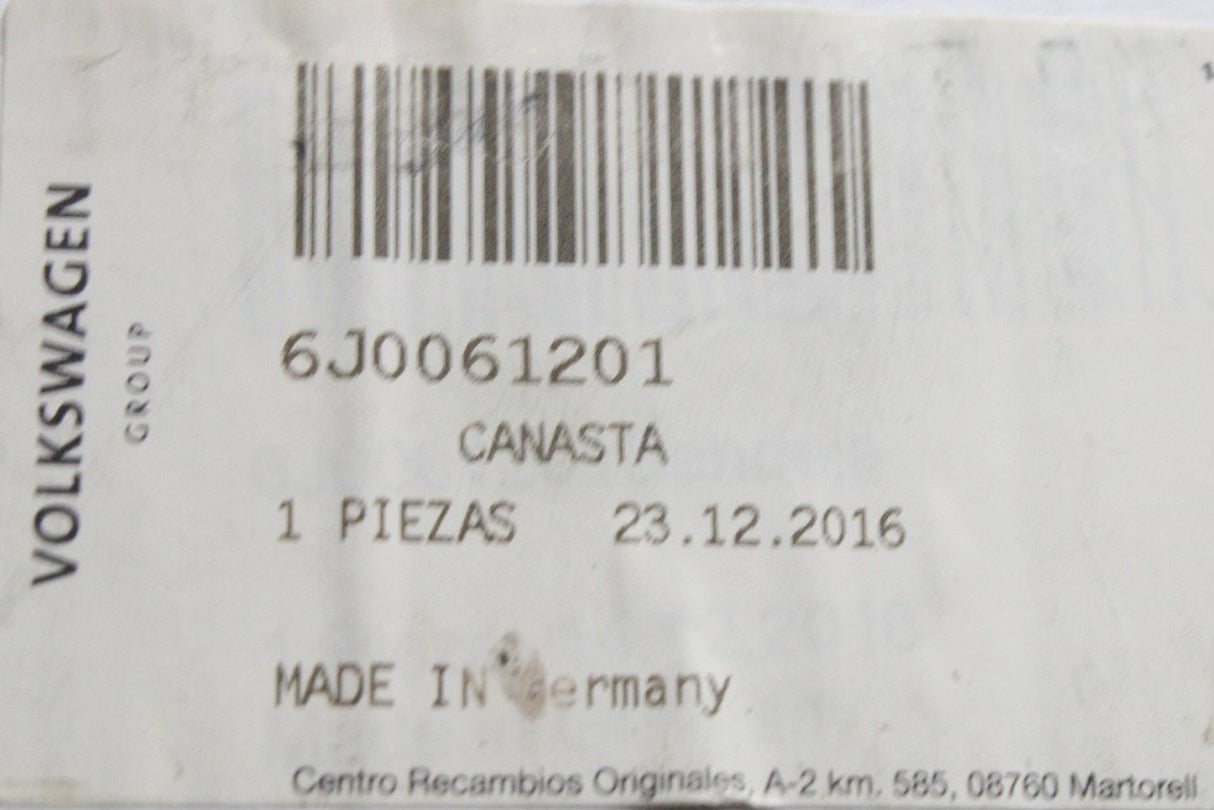 VOLKSWAGEN
GROUP
6J0061201
CANASTA
1 PIEZAS 23.12.2016
MADE IN Germany
Centro Recambios Originales, A-2 km. 585, 08760 Martorell